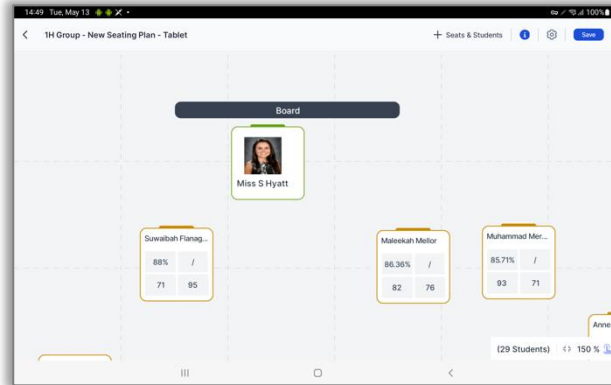 14:49 Tue, May 13
100%
1H Group - New Seating Plan - Tablet
+ Seats & Students
Save
Board
Miss S Hyatt
Suwaibah Flanag...
88% /
71 95
Maleekah Mellor
86.36% /
82 76
Muhammad Mer...
85.71% /
93 71
Anne
(29 Students) <> 150 %